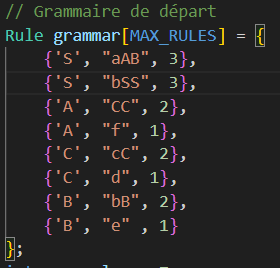 // Grammaire de départ
Rule grammar[MAX_RULES] = {
{'S', "aAB", 3},
{'S', "bSS", 3},
{'A', "CC", 2},
{'A', "f", 1},
{'C', "cC", 2},
{'C', "d", 1},
{'B', "bB", 2},
{'B', "e" , 1}
};